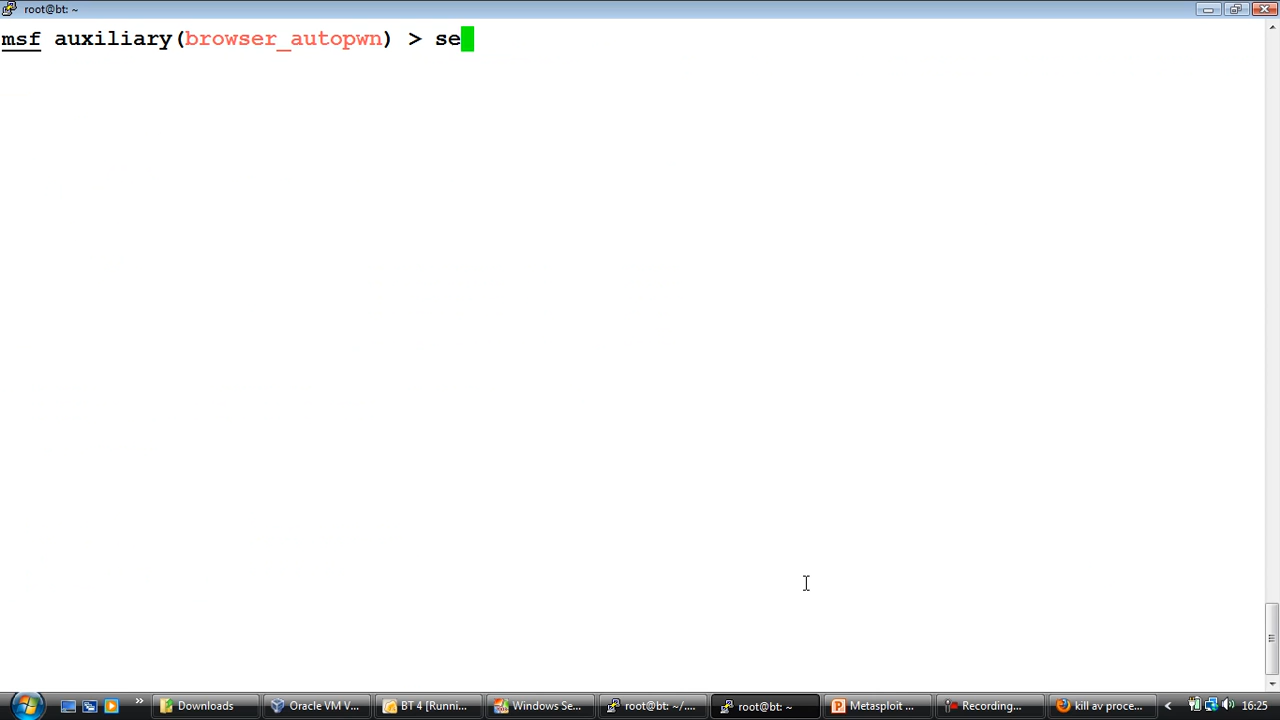 root@bt: ~
msf auxiliary(browser_autopwn) > se
» Downloads Oracle VM V... BT 4 [Runni... Windows Se... root@bt: ~/.... root@bt: ~ Metasploit ... Recording... kill av proce... < 16:25